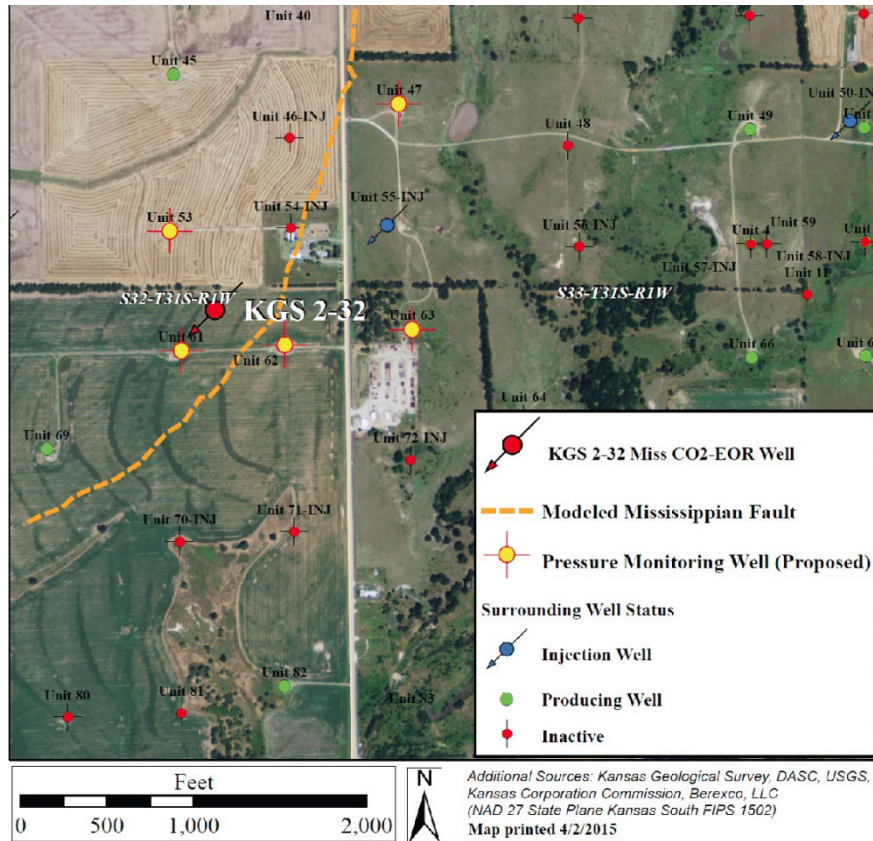 Unit 40
Unit 45
Unit 47
Unit 50-IN
Unit 46-INJ
Unit 48
Unit 49
Unit
Unit 53
Unit 54-INJ
Unit 55-INJ
Unit 56-INJ
Unit 4
Unit 59
Unit
Unit 57-INJ
Unit 58-INJ
Unit 11
S32-T31S-R1W
S33-T31S-R1W
KGS 2-32
Unit 61
Unit 62
Unit 63
Unit 66
Unit 6
Unit 64
Unit 69
Unit 72-INJ
Unit 70-INJ
Unit 71-INJ
Unit 80
Unit 81
Unit 82
Unit 83
KGS 2-32 Miss CO2-EOR Well
Modeled Mississippian Fault
Pressure Monitoring Well (Proposed)
Surrounding Well Status
Injection Well
Producing Well
Inactive
Feet
0 500 1,000 2,000
N
Additional Sources: Kansas Geological Survey, DASC, USGS,
Kansas Corporation Commission, Berexco, LLC
(NAD 27 State Plane Kansas South FIPS 1502)
Map printed 4/2/2015